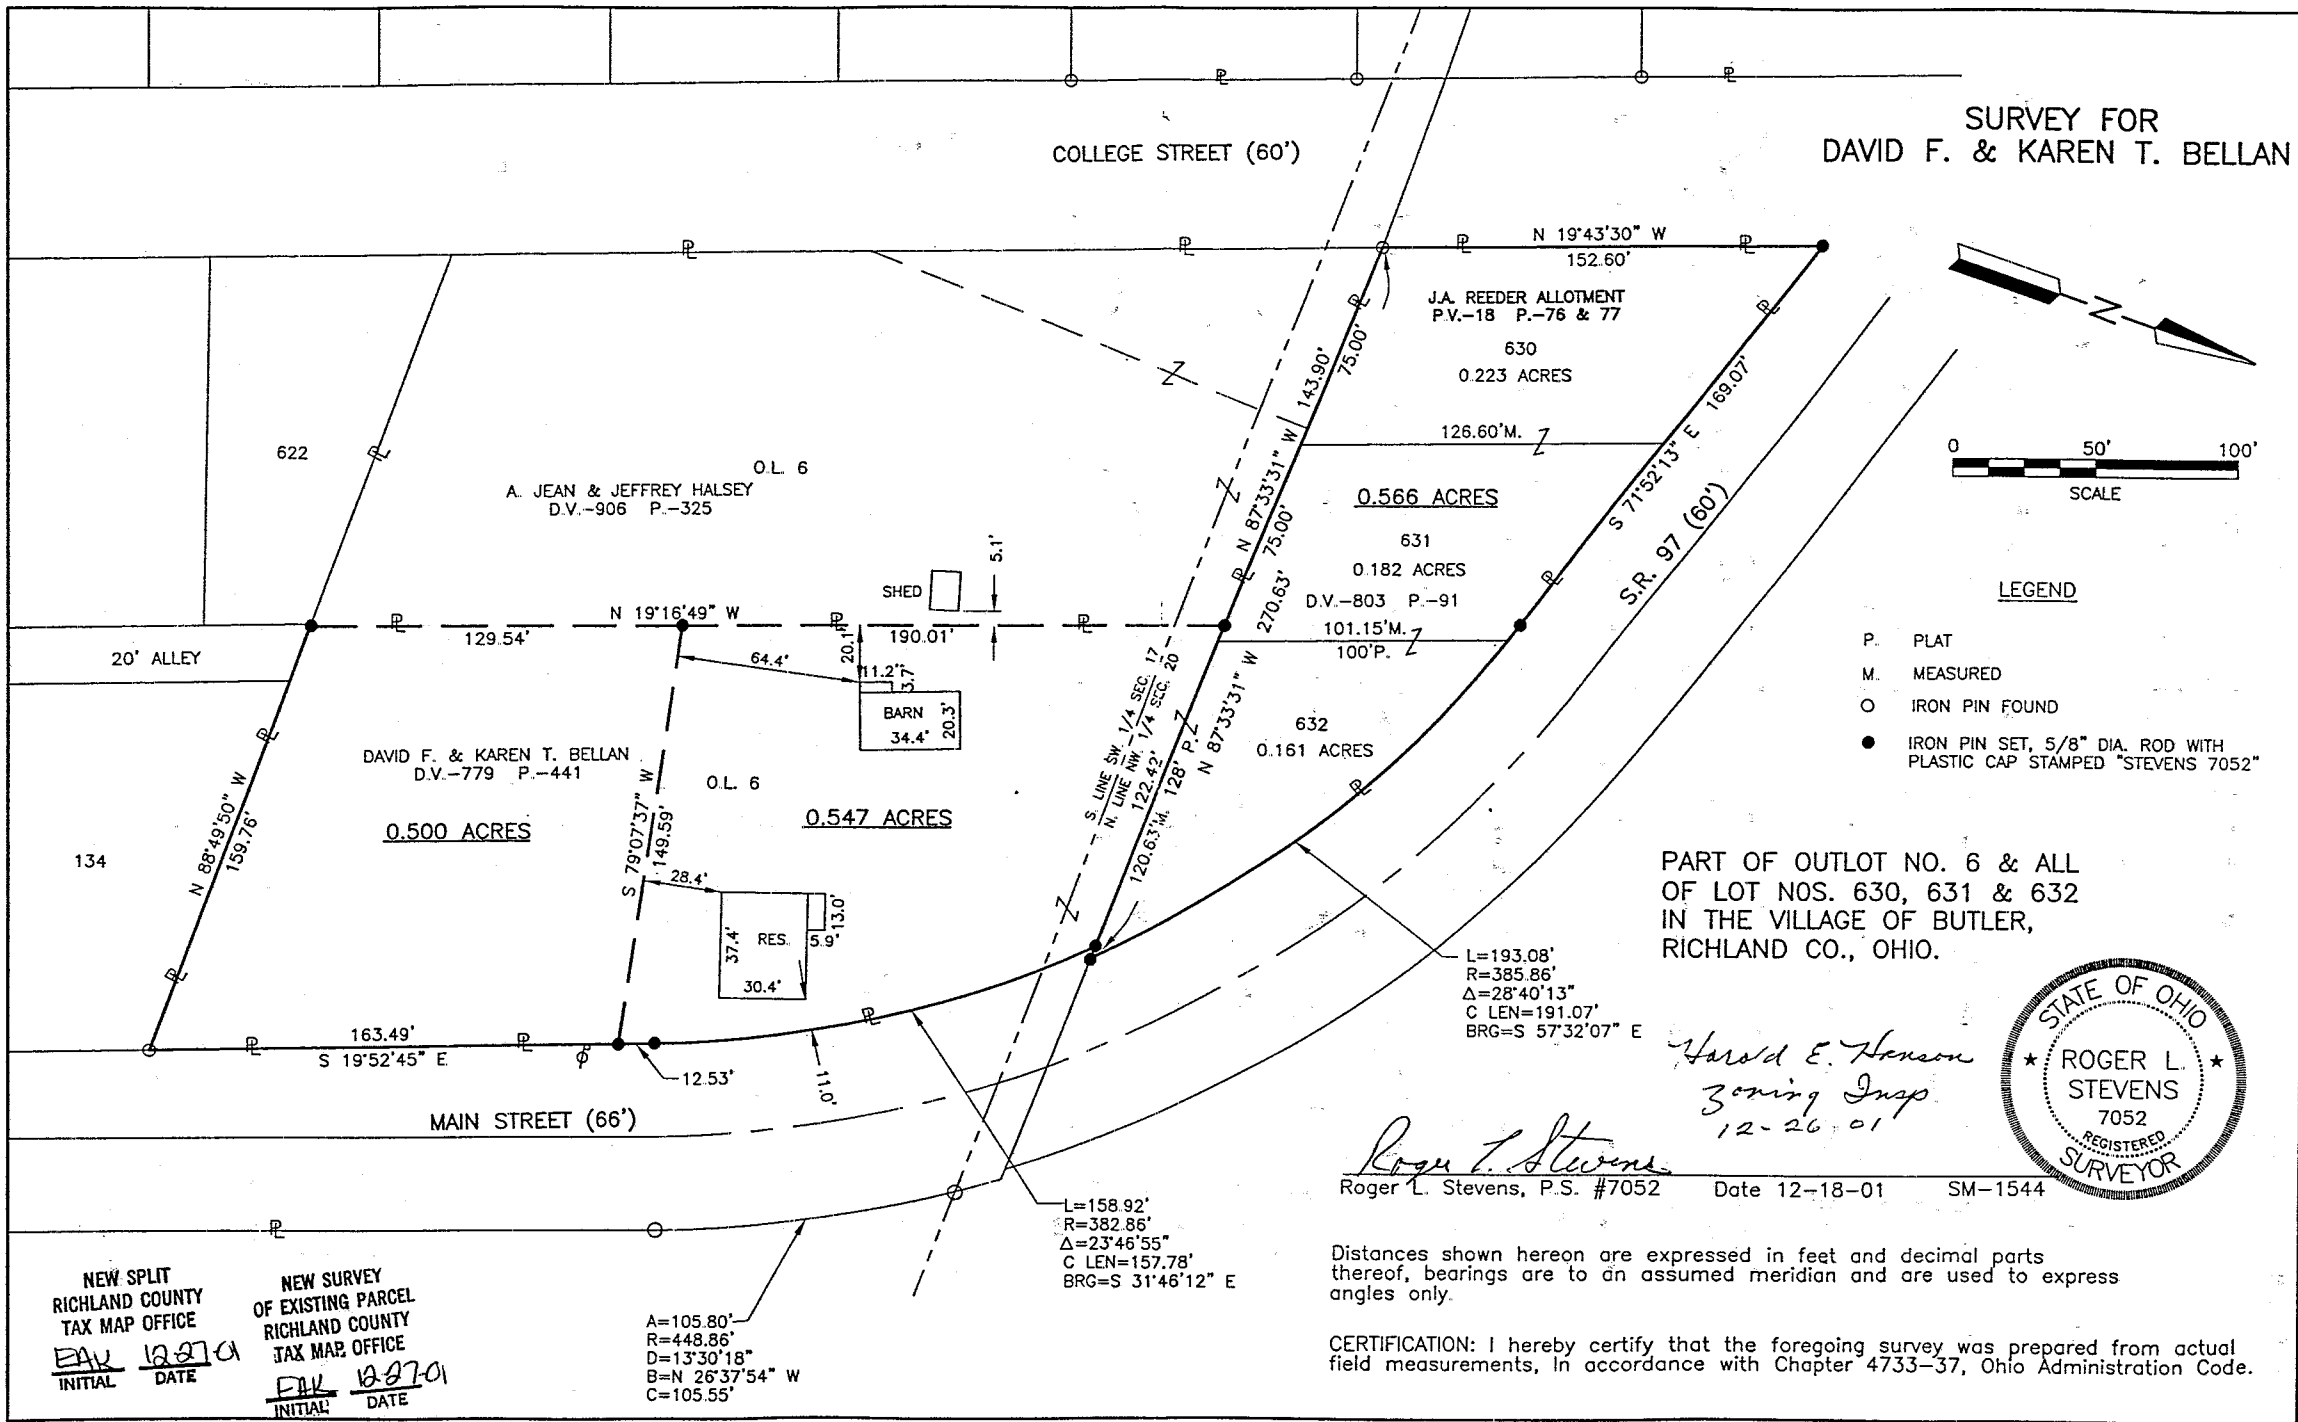 COLLEGE STREET (60')
SURVEY FOR
DAVID F. & KAREN T. BELLAN
N 19°43'30" W
152.60'
J.A. REEDER ALLOTMENT
P.V.-18 P.-76 & 77
630
0.223 ACRES
143.90'
75.00'
N 87°33'31" W
75.00'
270.63'
126.60'M.
0.566 ACRES
631
0.182 ACRES
D.V.-803 P.-91
101.15'M.
100'P.
S 71°52'13" E
169.07'
S.R. 97 (60')
N
0 50' 100'
SCALE
LEGEND
P. PLAT
M. MEASURED
IRON PIN FOUND
IRON PIN SET, 5/8" DIA. ROD WITH
PLASTIC CAP STAMPED "STEVENS 7052"
622
A. JEAN & JEFFREY HALSEY
D.V.-906 P.-325
O.L. 6
SHED
5.1'
N 19°16'49" W
129.54'
190.01'
20' ALLEY
64.4'
20.1'
11.2'
3.7'
BARN
34.4'
20.3'
S. LINE SW. 1/4 SEC. 17
N. LINE NW. 1/4 SEC. 20
122.42'
128' P.
120.63'M.
N 87°33'31" W
632
0.161 ACRES
134
N 88°49'50" W
159.76'
DAVID F. & KAREN T. BELLAN
D.V.-779 P.-441
0.500 ACRES
S 79°07'37" W
149.59'
O.L. 6
0.547 ACRES
28.4'
37.4'
RES.
30.4'
5.9'
13.0'
163.49'
S 19°52'45" E
12.53'
11.0'
MAIN STREET (66')
L=193.08'
R=385.86'
Δ=28°40'13"
C LEN=191.07'
BRG=S 57°32'07" E
PART OF OUTLOT NO. 6 & ALL
OF LOT NOS. 630, 631 & 632
IN THE VILLAGE OF BUTLER,
RICHLAND CO., OHIO.
Harold E. Hanson
Zoning Insp
12-26-01
STATE OF OHIO
ROGER L.
STEVENS
7052
REGISTERED
SURVEYOR
Roger L. Stevens
Roger L. Stevens, P.S. #7052 Date 12-18-01 SM-1544
L=158.92'
R=382.86'
Δ=23°46'55"
C LEN=157.78'
BRG=S 31°46'12" E
A=105.80'
R=448.86'
D=13°30'18"
B=N 26°37'54" W
C=105.55'
Distances shown hereon are expressed in feet and decimal parts
thereof, bearings are to an assumed meridian and are used to express
angles only.
CERTIFICATION: I hereby certify that the foregoing survey was prepared from actual
field measurements, In accordance with Chapter 4733-37, Ohio Administration Code.
NEW SPLIT
RICHLAND COUNTY
TAX MAP OFFICE
EAK 12-27-01
INITIAL DATE
NEW SURVEY
OF EXISTING PARCEL
RICHLAND COUNTY
TAX MAP OFFICE
EAK 12-27-01
INITIAL DATE